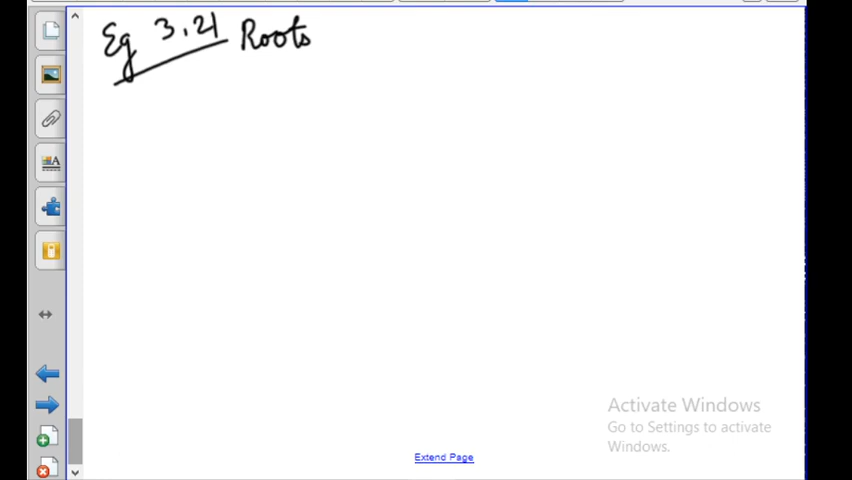 Eg 3.21 Roots
Activate Windows
Go to Settings to activate
Windows.
Extend Page